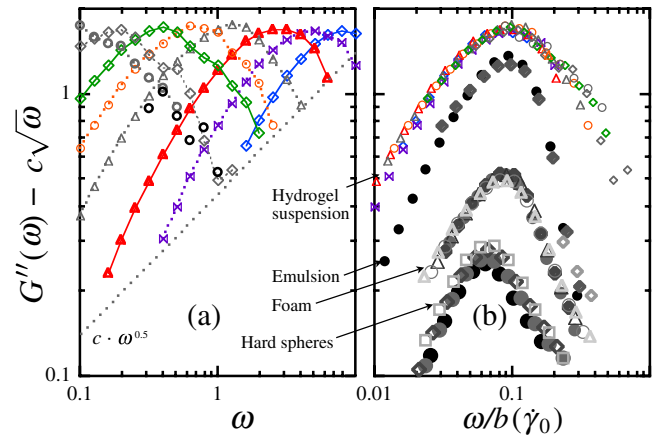 G''(ω) − c√ω
1
0.1
(a)
c · ω^0.5
0.1
1
ω
Hydrogel
suspension
Emulsion
Foam
Hard spheres
(b)
0.01
0.1
1
ω/b(γ̇₀)